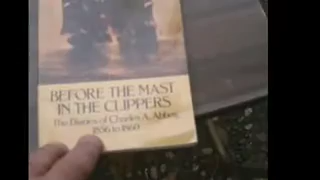 BEFORE THE MAST
IN THE CLIPPERS
The Diaries of Charles A. Abbey
1856 to 1860